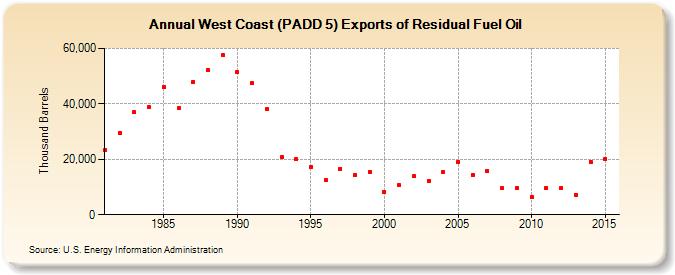 Annual West Coast (PADD 5) Exports of Residual Fuel Oil
Thousand Barrels
60,000
40,000
20,000
0
1985 1990 1995 2000 2005 2010 2015
Source: U.S. Energy Information Administration